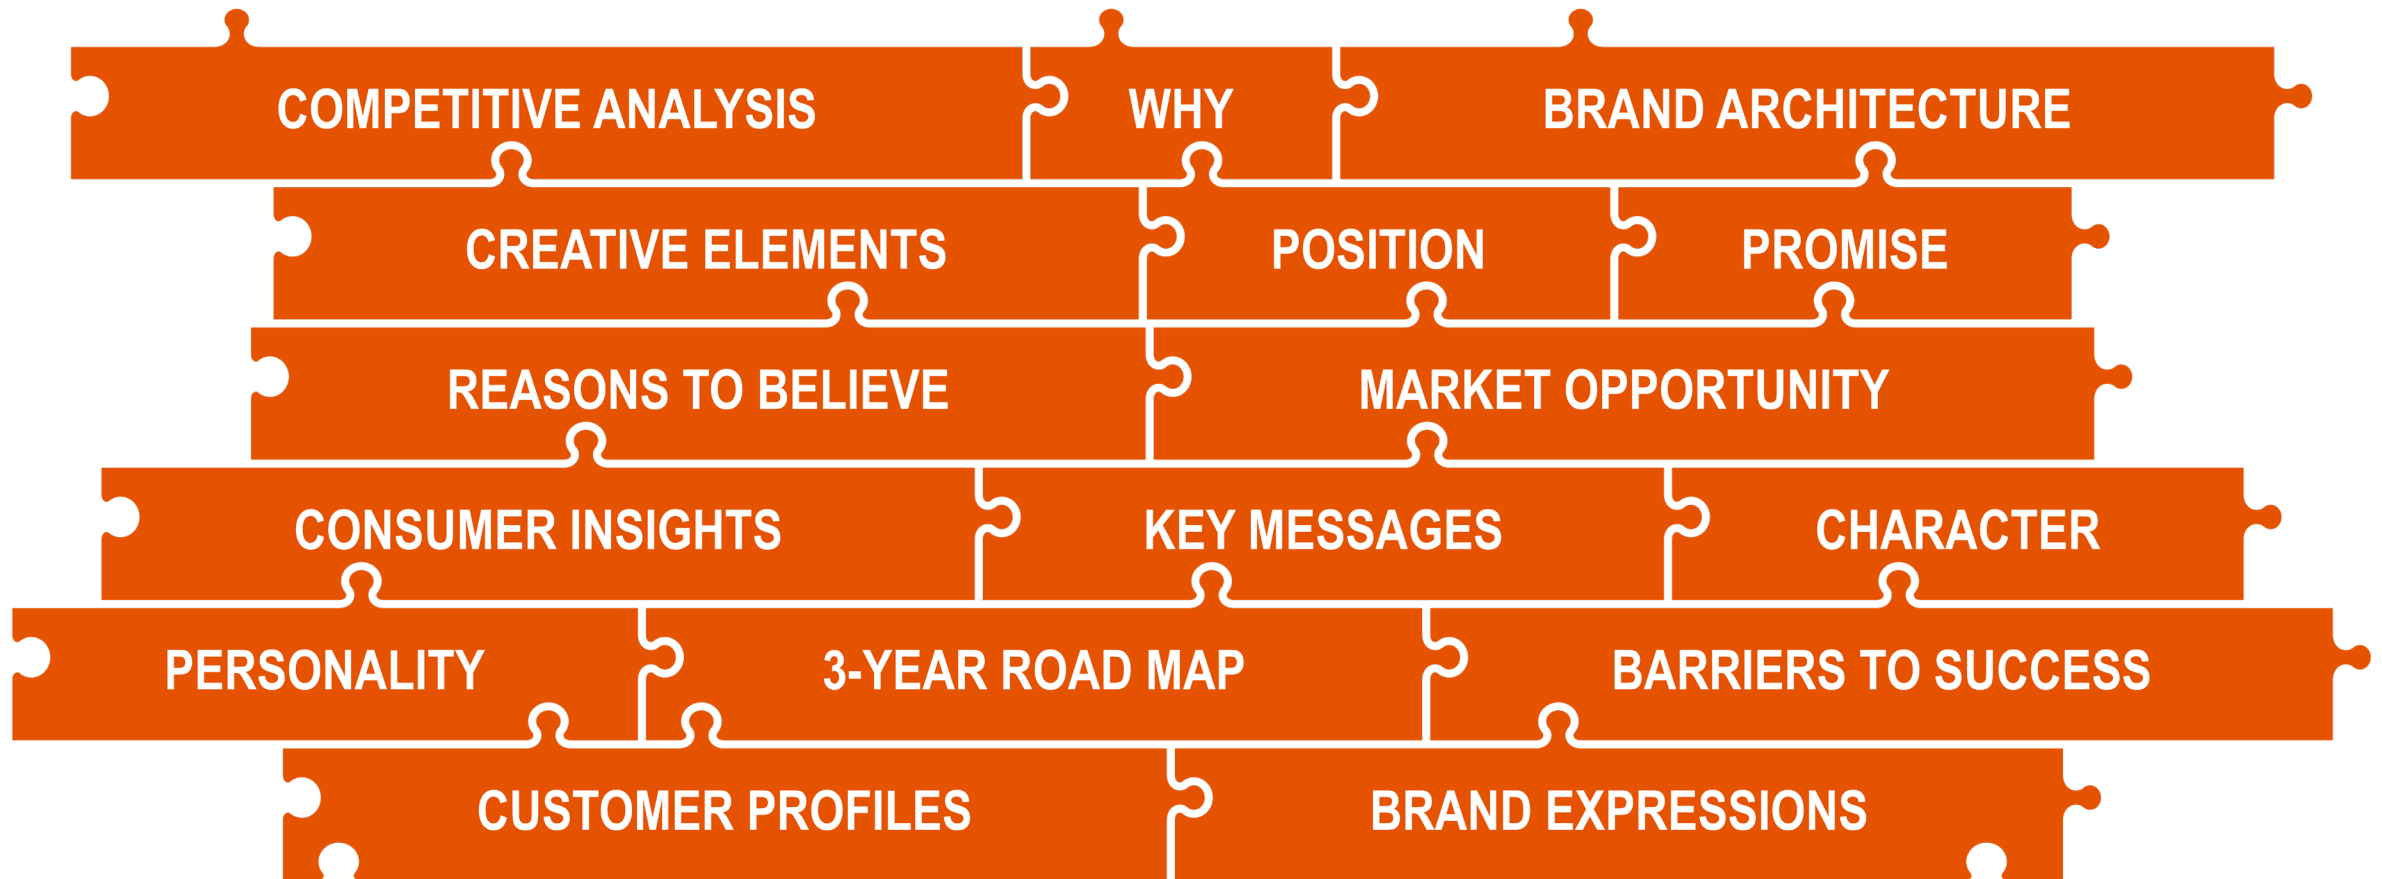 COMPETITIVE ANALYSIS WHY BRAND ARCHITECTURE
CREATIVE ELEMENTS POSITION PROMISE
REASONS TO BELIEVE MARKET OPPORTUNITY
CONSUMER INSIGHTS KEY MESSAGES CHARACTER
PERSONALITY 3-YEAR ROAD MAP BARRIERS TO SUCCESS
CUSTOMER PROFILES BRAND EXPRESSIONS